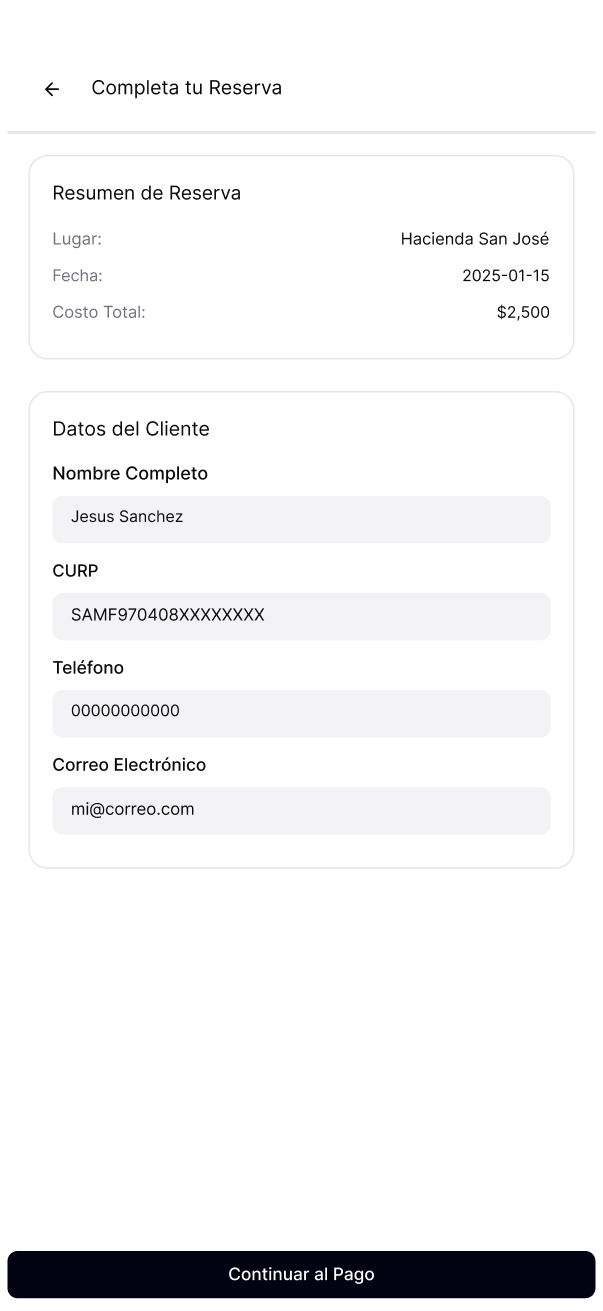 Completa tu Reserva
Resumen de Reserva
Lugar: Hacienda San José
Fecha: 2025-01-15
Costo Total: $2,500
Datos del Cliente
Nombre Completo
Jesus Sanchez
CURP
SAMF970408XXXXXXXX
Teléfono
00000000000
Correo Electrónico
mi@correo.com
Continuar al Pago